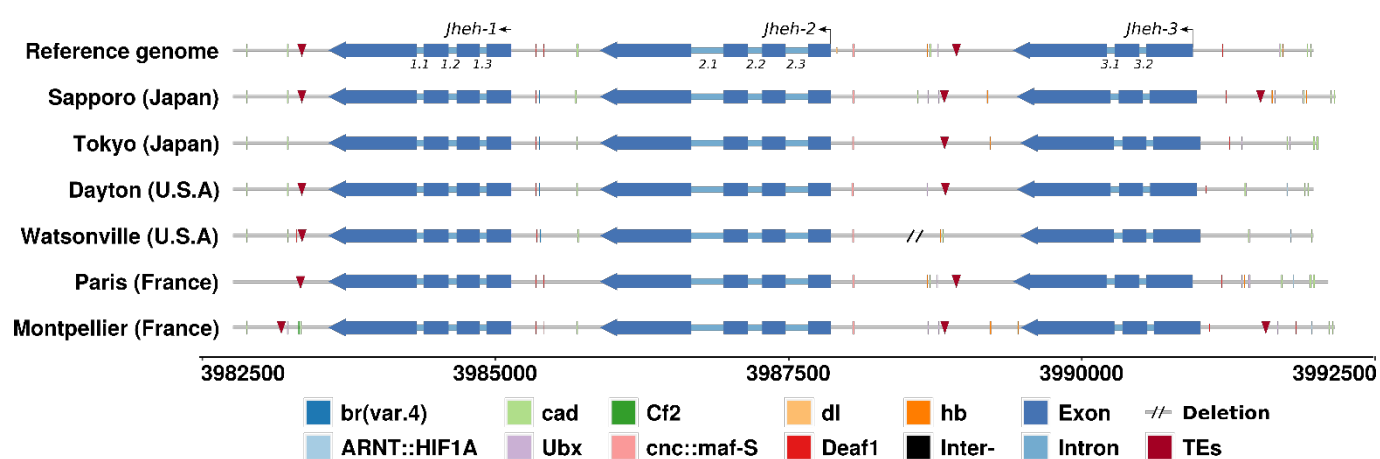 Jheh-1 Jheh-2 Jheh-3
Reference genome
1.1 1.2 1.3 2.1 2.2 2.3 3.1 3.2
Sapporo (Japan)
Tokyo (Japan)
Dayton (U.S.A)
Watsonville (U.S.A)
Paris (France)
Montpellier (France)
3982500 3985000 3987500 3990000 3992500
br(var.4) cad Cf2 dl hb Exon Deletion
ARNT::HIF1A Ubx cnc::maf-S Deaf1 Inter- Intron TEs